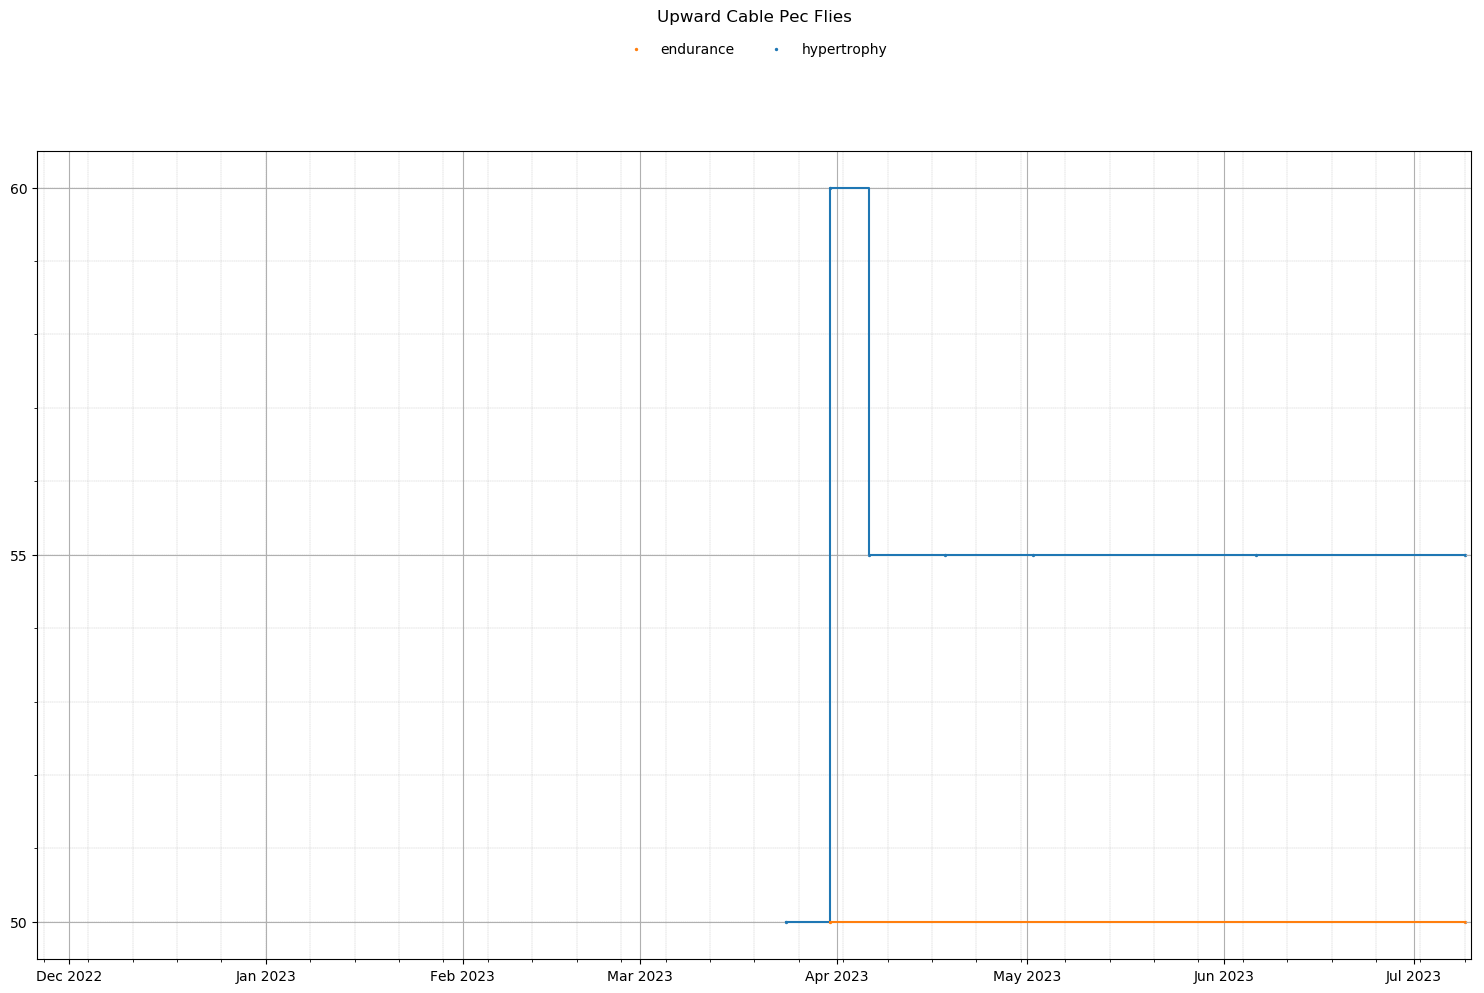 Upward Cable Pec Flies
endurance hypertrophy
60
55
50
Dec 2022 Jan 2023 Feb 2023 Mar 2023 Apr 2023 May 2023 Jun 2023 Jul 2023